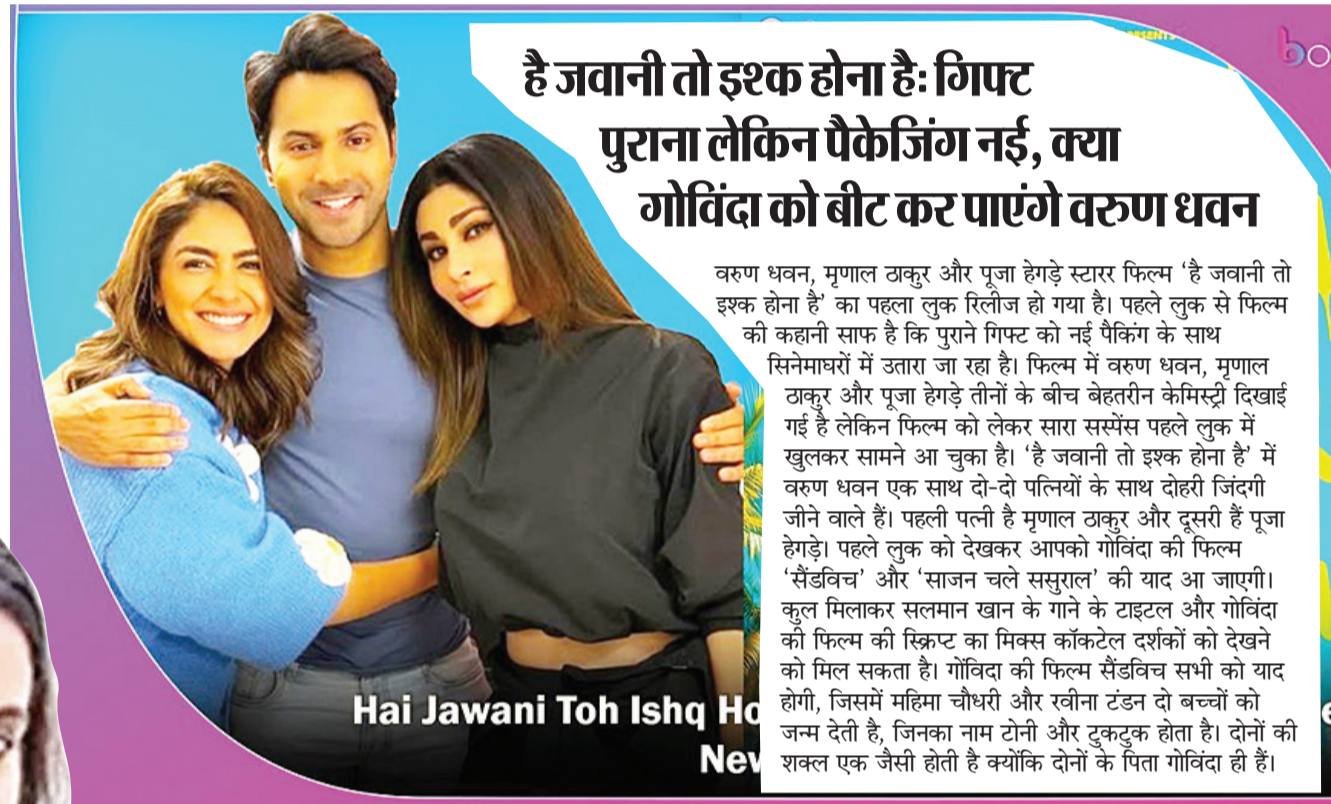 है जवानी तो इश्क होना है: गिफ्ट
पुराना लेकिन पैकेजिंग नई, क्या
गोविंदा को बीट कर पाएंगे वरुण धवन
वरुण धवन, मृणाल ठाकुर और पूजा हेगड़े स्टारर फिल्म ‘है जवानी तो
इश्क होना है’ का पहला लुक रिलीज हो गया है। पहले लुक से फिल्म
की कहानी साफ है कि पुराने गिफ्ट को नई पैकिंग के साथ
सिनेमाघरों में उतारा जा रहा है। फिल्म में वरुण धवन, मृणाल
ठाकुर और पूजा हेगड़े तीनों के बीच बेहतरीन केमिस्ट्री दिखाई
गई है लेकिन फिल्म को लेकर सारा सस्पेंस पहले लुक में
खुलकर सामने आ चुका है। ‘है जवानी तो इश्क होना है’ में
वरुण धवन एक साथ दो-दो पत्नियों के साथ दोहरी जिंदगी
जीने वाले हैं। पहली पत्नी है मृणाल ठाकुर और दूसरी हैं पूजा
हेगड़े। पहले लुक को देखकर आपको गोविंदा की फिल्म
‘सैंडविच’ और ‘साजन चले ससुराल’ की याद आ जाएगी।
कुल मिलाकर सलमान खान के गाने के टाइटल और गोविंदा
की फिल्म की स्क्रिप्ट का मिक्स कॉकटेल दर्शकों को देखने
को मिल सकता है। गोंविदा की फिल्म सैंडविच सभी को याद
होगी, जिसमें महिमा चौधरी और रवीना टंडन दो बच्चों को
जन्म देती है, जिनका नाम टोनी और टुकटुक होता है। दोनों की
शक्ल एक जैसी होती है क्योंकि दोनों के पिता गोविंदा ही हैं।
Hai Jawani Toh Ishq Ho
New